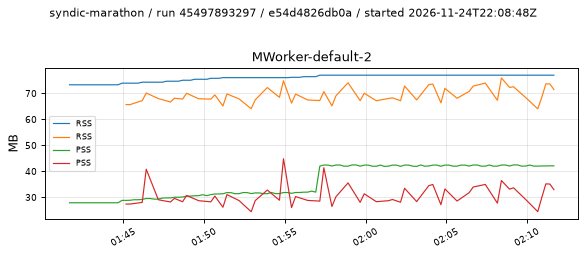 syndic-marathon / run 45497893297 / e54d4826db0a / started 2026-11-24T22:08:48Z
MWorker-default-2
MB
70
60
50
40
30
RSS
RSS
PSS
PSS
01:45
01:50
01:55
02:00
02:05
02:10